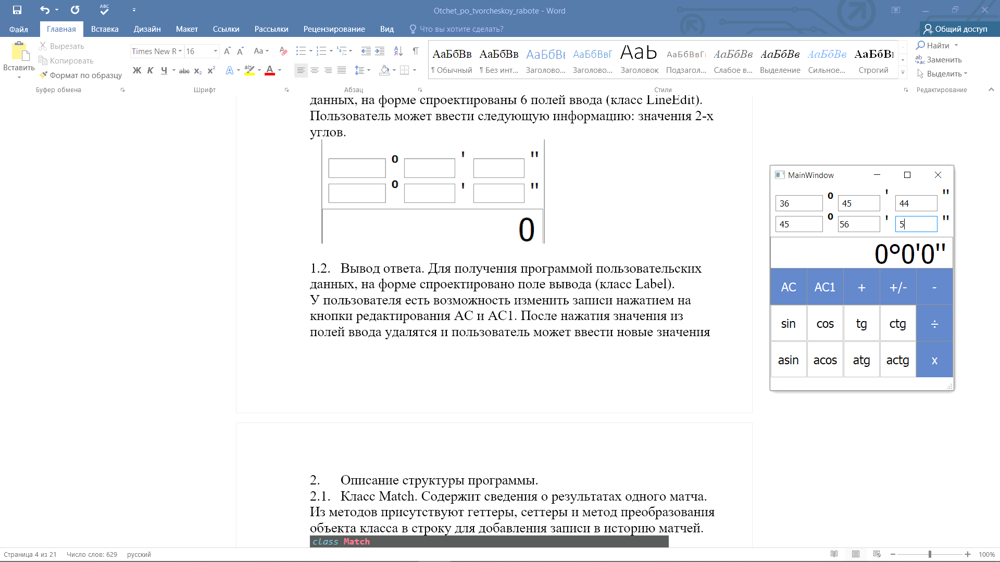 ABC
Otchet_po_tvorcheskoy_rabote - Word
Файл Главная Вставка Дизайн Макет Ссылки Рассылки Рецензирование Вид Что вы хотите сделать? Общий доступ
Вставить
Вырезать
Копировать
Формат по образцу
Буфер обмена
Times New R 16
Aa
Ж К Ч abc x₂ x² A ab A
Шрифт
Абзац
АаБбВв АаБбВв АаБбВı АаБбВвГ АаЬ АаБбВвГı АаБбВв АаБбВв АаБбВв АаБбВı
¶ Обычный ¶ Без инт... Заголово... Заголово... Заголовок Подзагол... Слабое в... Выделение Сильное... Строгий
Стили
Найти
Заменить
Выделить
Редактирование
данных, на форме спроектированы 6 полей ввода (класс LineEdit).
Пользователь может ввести следующую информацию: значения 2-х
углов.
o ' "
o ' "
0
1.2. Вывод ответа. Для получения программой пользовательских
данных, на форме спроектировано поле вывода (класс Label).
У пользователя есть возможность изменить записи нажатием на
кнопки редактирования AC и AC1. После нажатия значения из
полей ввода удалятся и пользователь может ввести новые значения
2. Описание структуры программы.
2.1. Класс Match. Содержит сведения о результатах одного матча.
Из методов присутствуют геттеры, сеттеры и метод преобразования
объекта класса в строку для добавления записи в историю матчей.
class Match
MainWindow
36 o 45 ' 44 "
45 o 56 ' 5 "
0°0'0"
AC AC1 + +/- -
sin cos tg ctg ÷
asin acos atg actg x
Страница 4 из 21 Число слов: 629 русский 100%